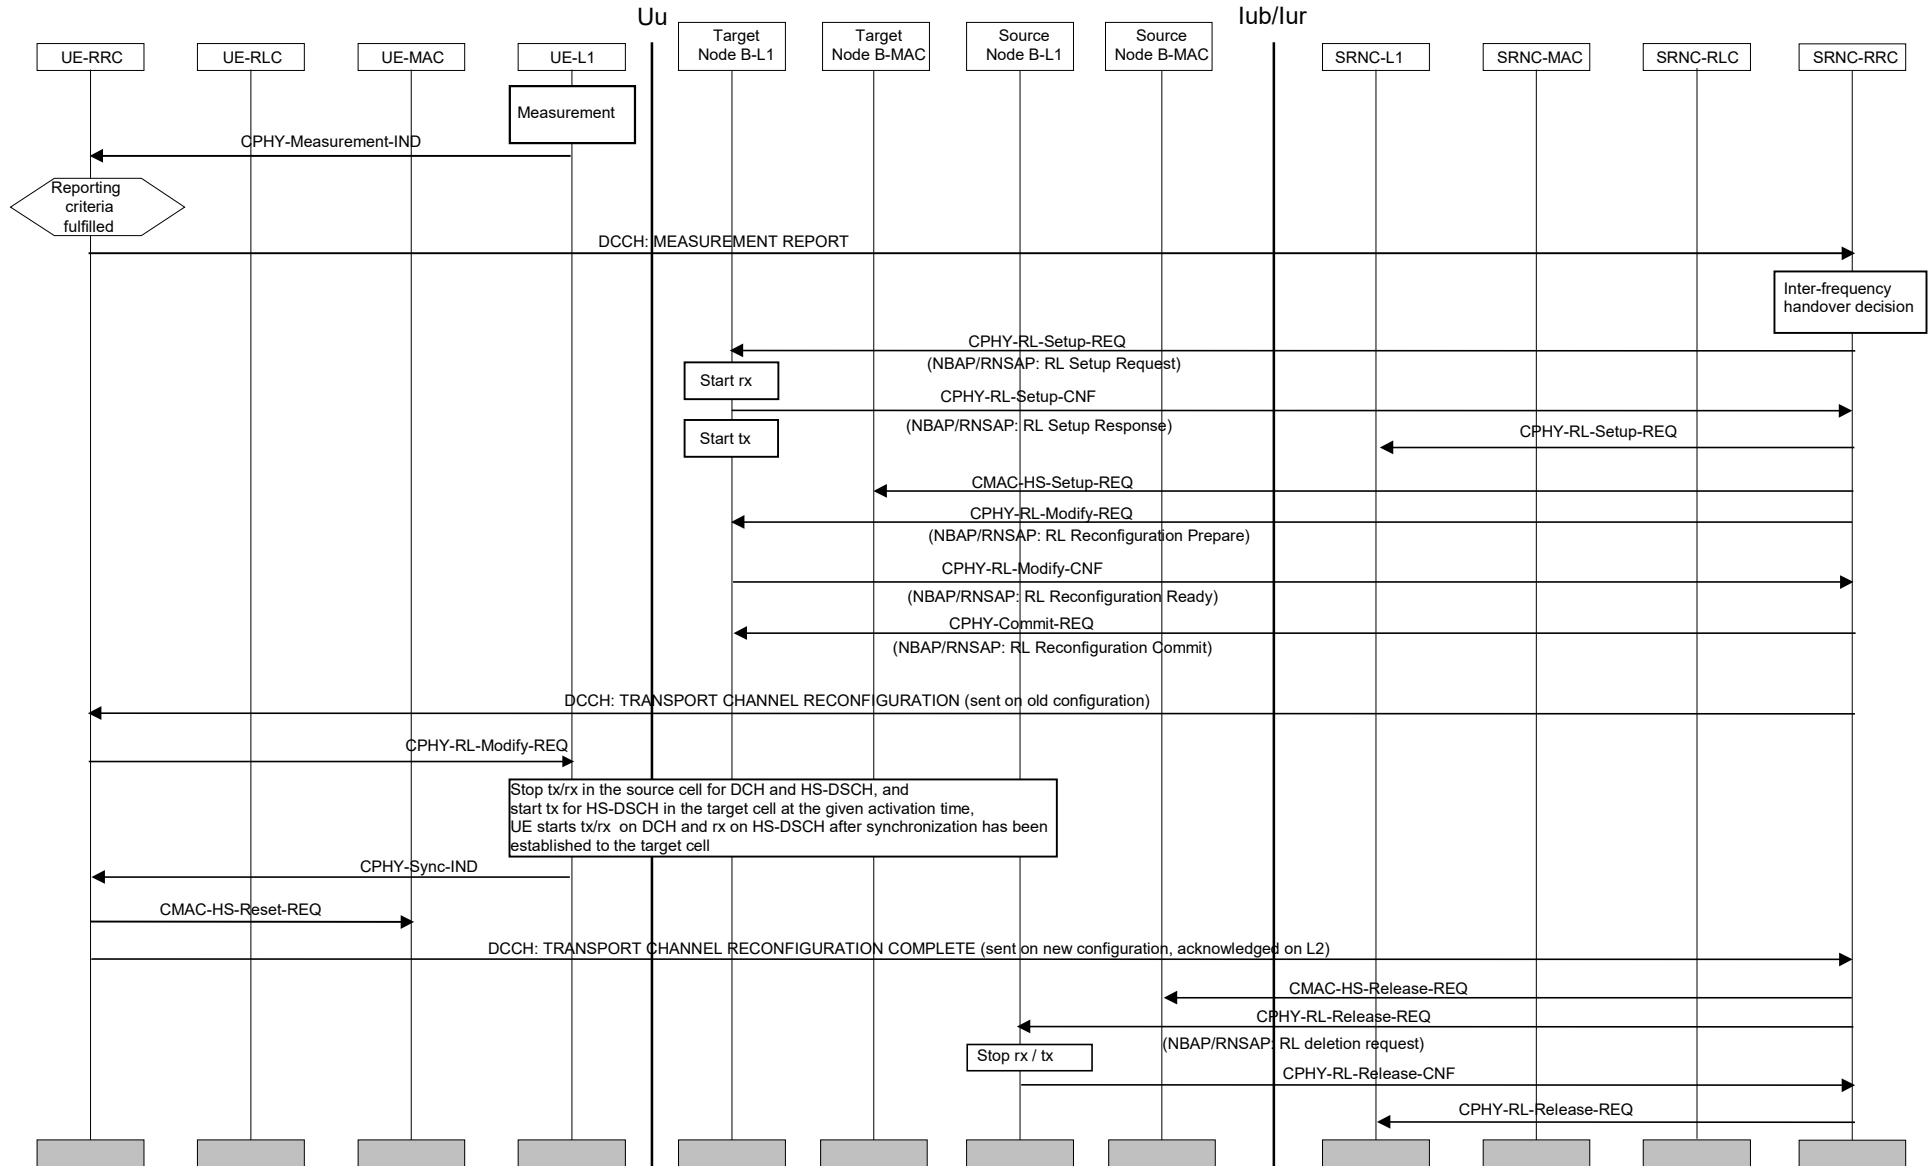 Uu
Iub/Iur
UE-RRC
UE-RLC
UE-MAC
UE-L1
Target
Node B-L1
Target
Node B-MAC
Source
Node B-L1
Source
Node B-MAC
SRNC-L1
SRNC-MAC
SRNC-RLC
SRNC-RRC
Measurement
CPHY-Measurement-IND
Reporting
criteria
fulfilled
DCCH: MEASUREMENT REPORT
Inter-frequency
handover decision
CPHY-RL-Setup-REQ
(NBAP/RNSAP: RL Setup Request)
Start rx
CPHY-RL-Setup-CNF
(NBAP/RNSAP: RL Setup Response)
Start tx
CPHY-RL-Setup-REQ
CMAC-HS-Setup-REQ
CPHY-RL-Modify-REQ
(NBAP/RNSAP: RL Reconfiguration Prepare)
CPHY-RL-Modify-CNF
(NBAP/RNSAP: RL Reconfiguration Ready)
CPHY-Commit-REQ
(NBAP/RNSAP: RL Reconfiguration Commit)
DCCH: TRANSPORT CHANNEL RECONFIGURATION (sent on old configuration)
CPHY-RL-Modify-REQ
Stop tx/rx in the source cell for DCH and HS-DSCH, and
start tx for HS-DSCH in the target cell at the given activation time,
UE starts tx/rx on DCH and rx on HS-DSCH after synchronization has been
established to the target cell
CPHY-Sync-IND
CMAC-HS-Reset-REQ
DCCH: TRANSPORT CHANNEL RECONFIGURATION COMPLETE (sent on new configuration, acknowledged on L2)
CMAC-HS-Release-REQ
CPHY-RL-Release-REQ
(NBAP/RNSAP: RL deletion request)
Stop rx / tx
CPHY-RL-Release-CNF
CPHY-RL-Release-REQ